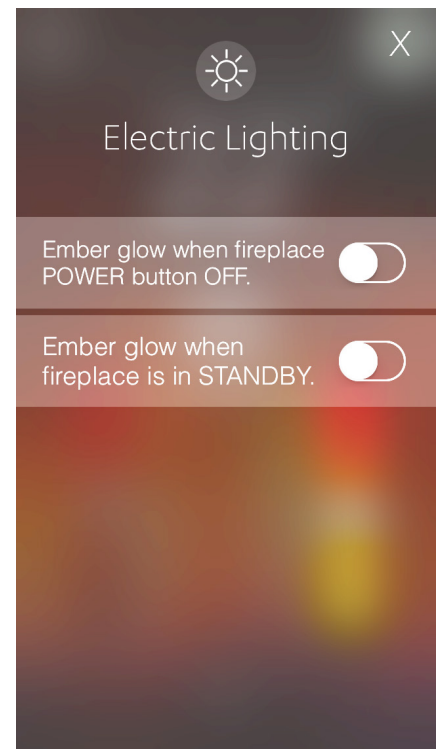 X
Electric Lighting
Ember glow when fireplace
POWER button OFF.
Ember glow when
fireplace is in STANDBY.